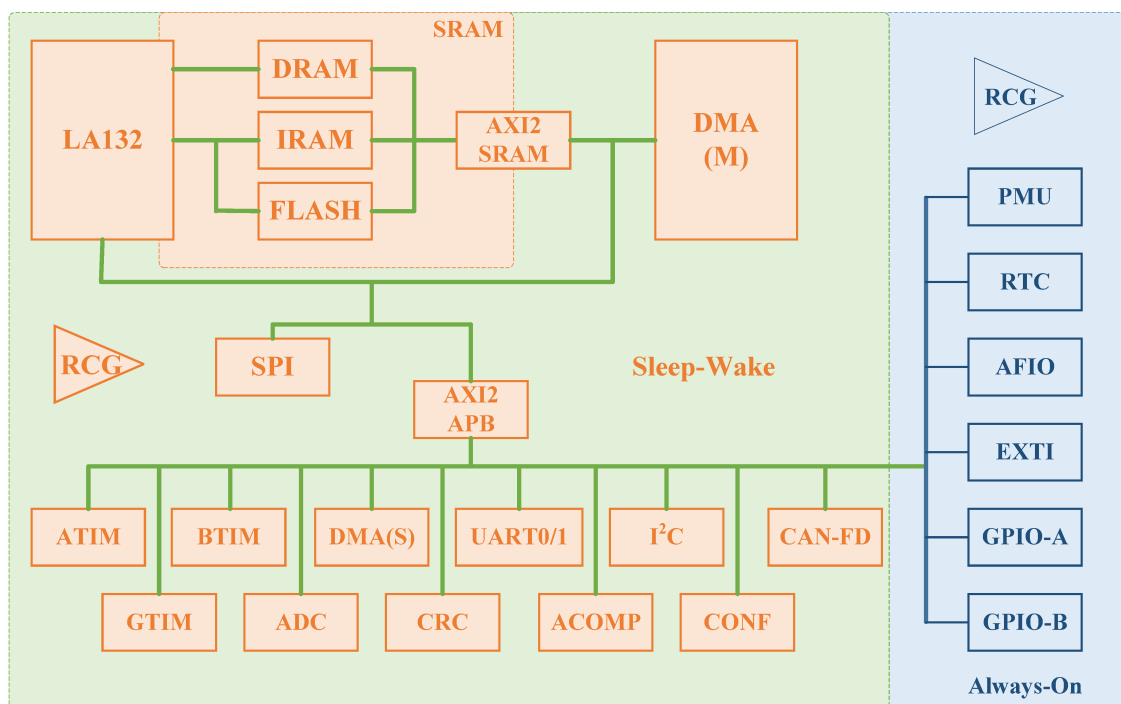 SRAM
LA132
DRAM
IRAM
FLASH
AXI2
SRAM
DMA
(M)
RCG
PMU
RTC
AFIO
EXTI
GPIO-A
GPIO-B
Always-On
RCG
SPI
Sleep-Wake
AXI2
APB
ATIM
BTIM
DMA(S)
UART0/1
I²C
CAN-FD
GTIM
ADC
CRC
ACOMP
CONF